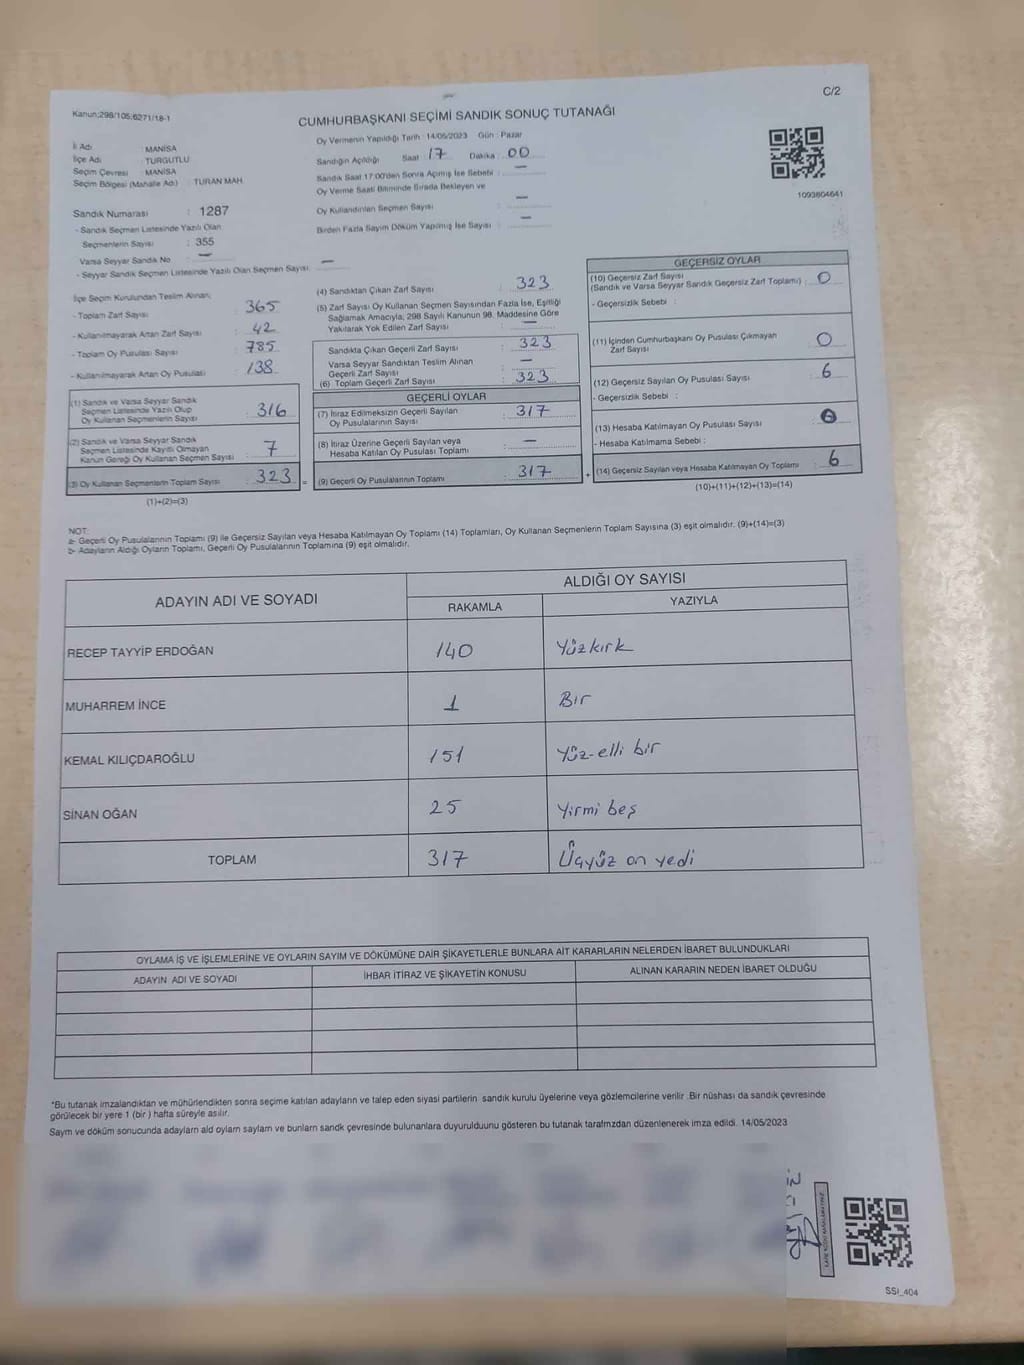 C/2
Kanun:298/105;6271/18-1
CUMHURBAŞKANI SEÇİMİ SANDIK SONUÇ TUTANAĞI
İl Adı : MANİSA
İlçe Adı : TURGUTLU
Seçim Çevresi : MANİSA
Seçim Bölgesi (Mahalle Adı) : TURAN MAH.
Oy Vermenin Yapıldığı Tarih : 14/05/2023 Gün : Pazar
Sandığın Açıldığı Saat 17 Dakika : 00
Sandık Saat 17:00'den Sonra Açılmış İse Sebebi : —
Oy Verme Saati Bitiminde Sırada Bekleyen ve
Oy Kullandırılan Seçmen Sayısı : —
Birden Fazla Sayım Döküm Yapılmış İse Sayısı : —
1093804641
Sandık Numarası : 1287
- Sandık Seçmen Listesinde Yazılı Olan
Seçmenlerin Sayısı : 355
Varsa Seyyar Sandık No : —
- Seyyar Sandık Seçmen Listesinde Yazılı Olan Seçmen Sayısı : —
İlçe Seçim Kurulundan Teslim Alınan;
- Toplam Zarf Sayısı : 365
- Kullanılmayarak Artan Zarf Sayısı : 42
- Toplam Oy Pusulası Sayısı : 785
- Kullanılmayarak Artan Oy Pusulası : 138
(1) Sandık ve Varsa Seyyar Sandık
Seçmen Listesinde Yazılı Olup
Oy Kullanan Seçmenlerin Sayısı : 316
(2) Sandık ve Varsa Seyyar Sandık
Seçmen Listesinde Kayıtlı Olmayan
Kanun Gereği Oy Kullanan Seçmen Sayısı : 7
(3) Oy Kullanan Seçmenlerin Toplam Sayısı : 323 =
(1)+(2)=(3)
(4) Sandıktan Çıkan Zarf Sayısı : 323
(5) Zarf Sayısı Oy Kullanan Seçmen Sayısından Fazla İse, Eşitliği
Sağlamak Amacıyla, 298 Sayılı Kanunun 98. Maddesine Göre
Yakılarak Yok Edilen Zarf Sayısı : —
Sandıkta Çıkan Geçerli Zarf Sayısı : 323
Varsa Seyyar Sandıktan Teslim Alınan
Geçerli Zarf Sayısı : —
(6) Toplam Geçerli Zarf Sayısı : 323
GEÇERLİ OYLAR
(7) İtiraz Edilmeksizin Geçerli Sayılan
Oy Pusulalarının Sayısı : 317
(8) İtiraz Üzerine Geçerli Sayılan veya
Hesaba Katılan Oy Pusulası Toplamı : —
(9) Geçerli Oy Pusulalarının Toplamı : 317 +
GEÇERSİZ OYLAR
(10) Geçersiz Zarf Sayısı
(Sandık ve Varsa Seyyar Sandık Geçersiz Zarf Toplamı) : 0
- Geçersizlik Sebebi :
(11) İçinden Cumhurbaşkanı Oy Pusulası Çıkmayan
Zarf Sayısı : 0
(12) Geçersiz Sayılan Oy Pusulası Sayısı : 6
- Geçersizlik Sebebi :
(13) Hesaba Katılmayan Oy Pusulası Sayısı :
- Hesaba Katılmama Sebebi :
(14) Geçersiz Sayılan veya Hesaba Katılmayan Oy Toplamı : 6
(10)+(11)+(12)+(13)=(14)
NOT:
a- Geçerli Oy Pusulalarının Toplamı (9) ile Geçersiz Sayılan veya Hesaba Katılmayan Oy Toplamı (14) Toplamları, Oy Kullanan Seçmenlerin Toplam Sayısına (3) eşit olmalıdır. (9)+(14)=(3)
b- Adayların Aldığı Oyların Toplamı, Geçerli Oy Pusulalarının Toplamına (9) eşit olmalıdır.
ADAYIN ADI VE SOYADI
ALDIĞI OY SAYISI
RAKAMLA YAZIYLA
RECEP TAYYİP ERDOĞAN 140 Yüzkırk
MUHARREM İNCE 1 Bir
KEMAL KILIÇDAROĞLU 151 Yüz-elli bir
SİNAN OĞAN 25 Yirmi beş
TOPLAM 317 Üçyüz on yedi
OYLAMA İŞ VE İŞLEMLERİNE VE OYLARIN SAYIM VE DÖKÜMÜNE DAİR ŞİKAYETLERLE BUNLARA AİT KARARLARIN NELERDEN İBARET BULUNDUKLARI
ADAYIN ADI VE SOYADI İHBAR İTİRAZ VE ŞİKAYETİN KONUSU ALINAN KARARIN NEDEN İBARET OLDUĞU
*Bu tutanak imzalandıktan ve mühürlendikten sonra seçime katılan adayların ve talep eden siyasi partilerin sandık kurulu üyelerine veya gözlemcilerine verilir .Bir nüshası da sandık çevresinde
görülecek bir yere 1 (bir ) hafta süreyle asılır.
Sayım ve döküm sonucunda adayların ald oylarn saylarn ve bunlarn sandk çevresinde bulunanlara duyurulduunu gösteren bu tutanak tarafmzdan düzenlenerek imza edildi. 14/05/2023
SSI_404